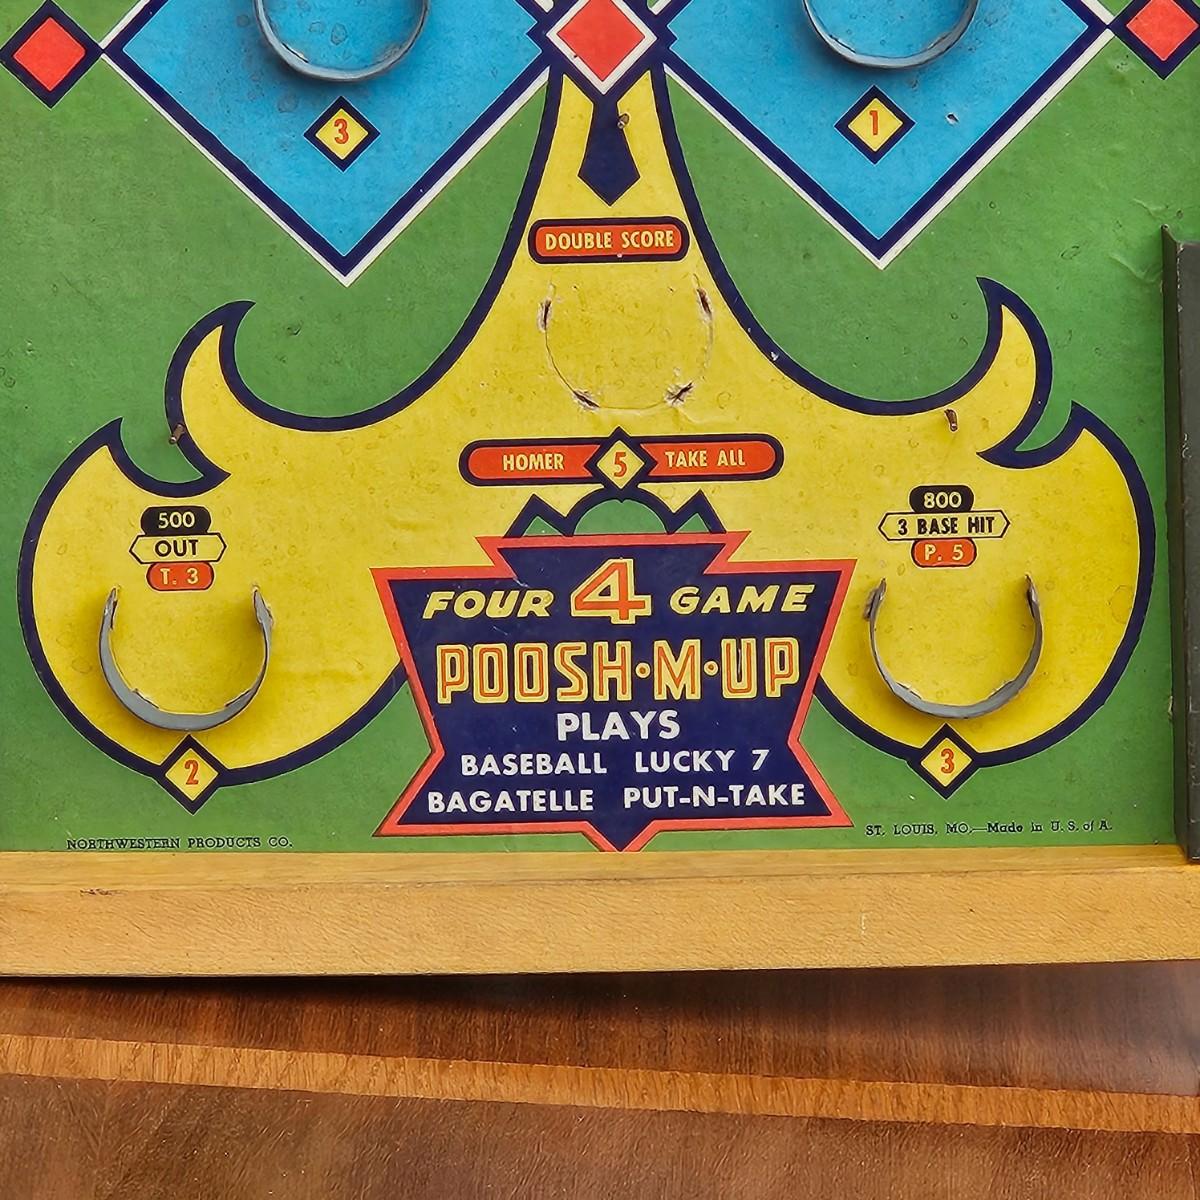 3
1
DOUBLE SCORE
HOMER 5 TAKE ALL
500
OUT
T. 3
800
3 BASE HIT
P. 5
FOUR 4 GAME
POOSH·M·UP
PLAYS
BASEBALL LUCKY 7
BAGATELLE PUT-N-TAKE
2
3
NORTHWESTERN PRODUCTS CO.
ST. LOUIS, MO.—Made in U.S. of A.